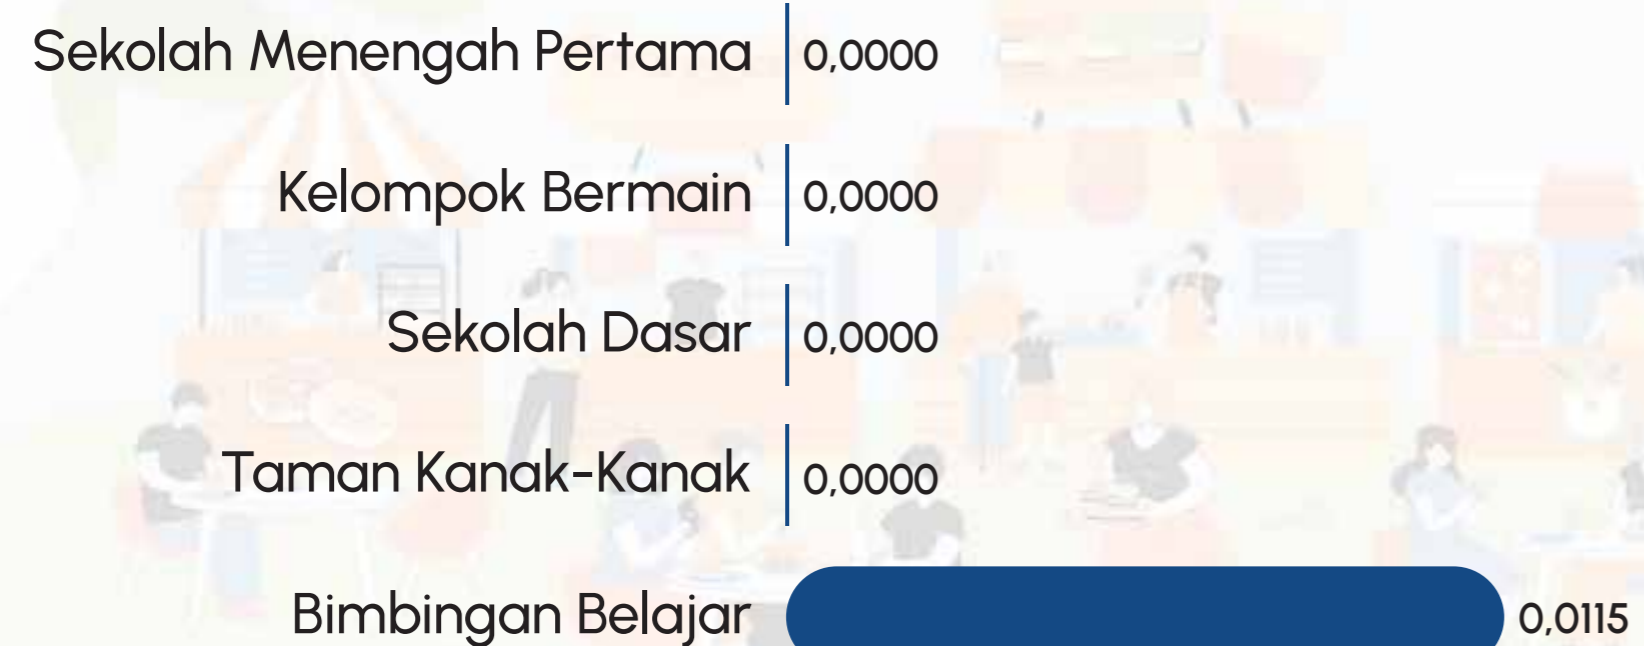 Sekolah Menengah Pertama 0,0000
Kelompok Bermain 0,0000
Sekolah Dasar 0,0000
Taman Kanak-Kanak 0,0000
Bimbingan Belajar 0,0115